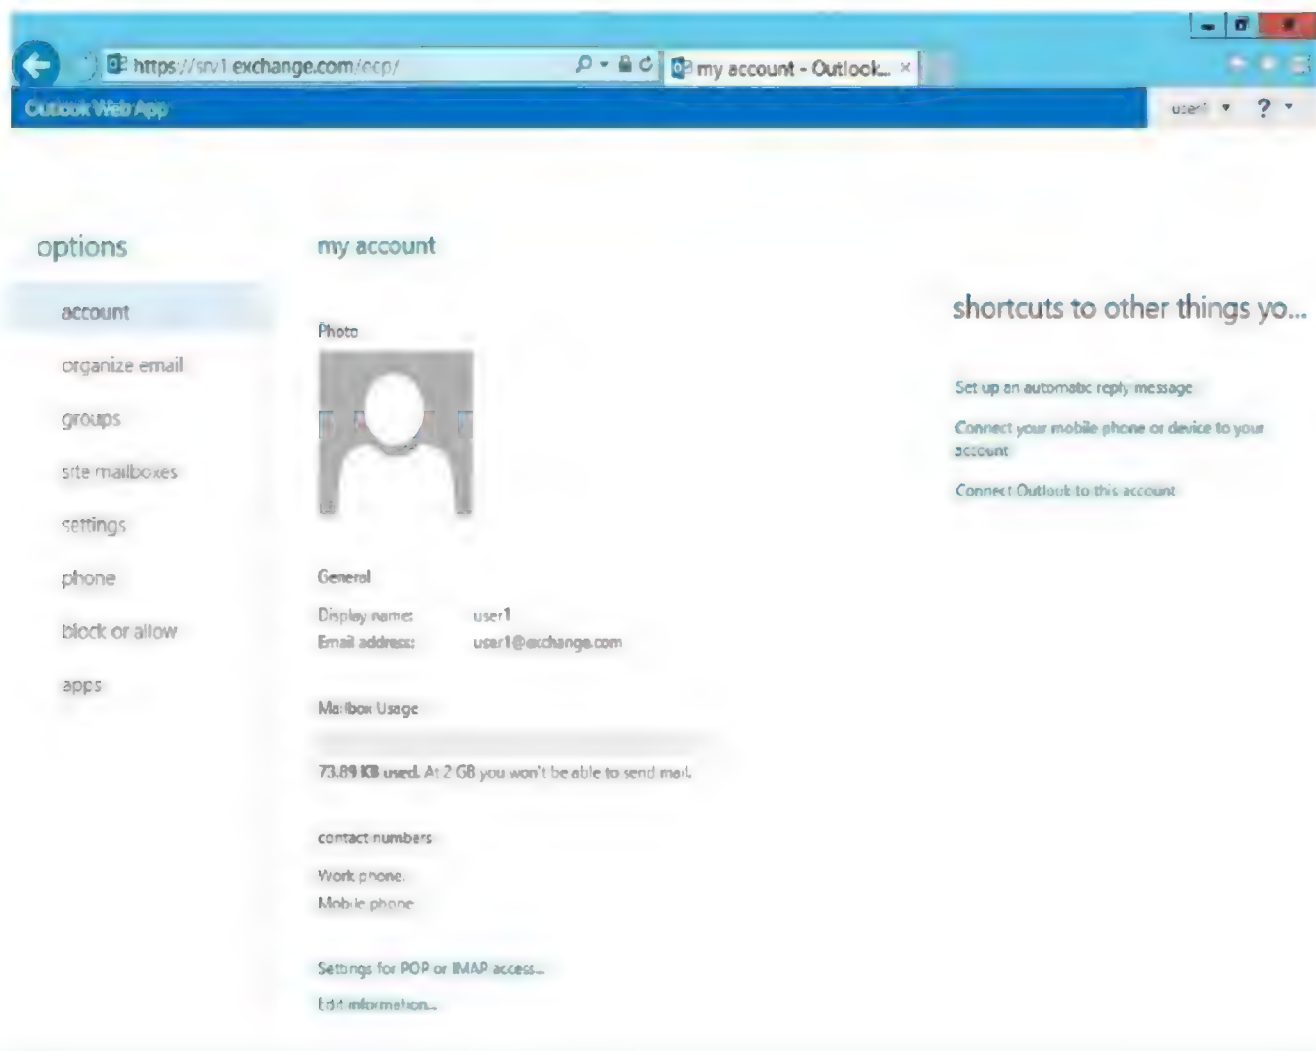 https://srv1.exchange.com/ecp/
my account - Outlook...
Outlook Web App
user1
?
options
account
organize email
groups
site mailboxes
settings
phone
block or allow
apps
my account
Photo
General
Display name: user1
Email address: user1@exchange.com
Mailbox Usage
73.89 KB used. At 2 GB you won't be able to send mail.
contact numbers
Work phone:
Mobile phone
Settings for POP or IMAP access...
Edit information...
shortcuts to other things yo...
Set up an automatic reply message
Connect your mobile phone or device to your
account
Connect Outlook to this account